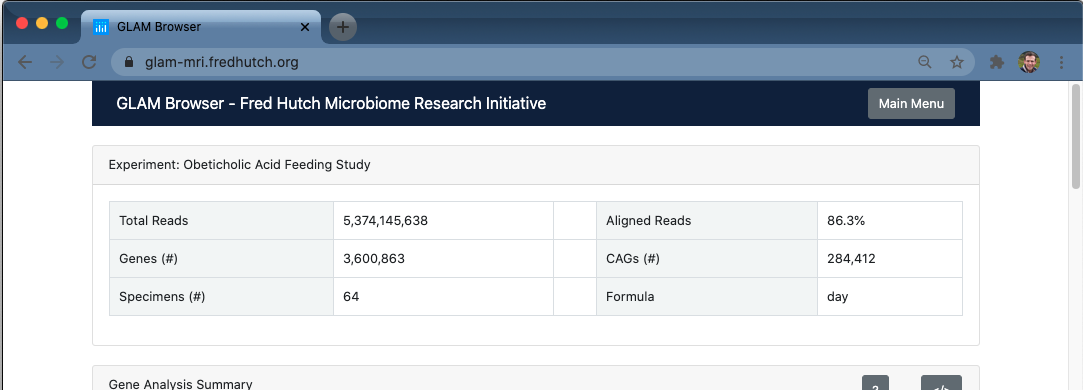 GLAM Browser
glam-mri.fredhutch.org
GLAM Browser - Fred Hutch Microbiome Research Initiative Main Menu
Experiment: Obeticholic Acid Feeding Study
Total Reads 5,374,145,638 Aligned Reads 86.3%
Genes (#) 3,600,863 CAGs (#) 284,412
Specimens (#) 64 Formula day
Gene Analysis Summary ? </>